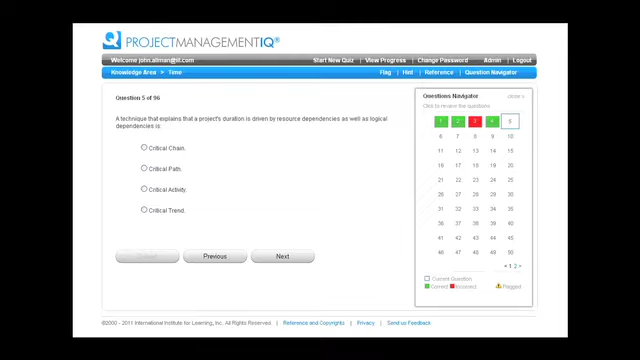 PROJECTMANAGEMENTIQ®
Welcome john.allman@iil.com
Start New Quiz | View Progress | Change Password Admin | Logout
Knowledge Area > Time
Flag | Hint | Reference | Question Navigator
Question 5 of 96
A technique that explains that a project's duration is driven by resource dependencies as well as logical
dependencies is:
Critical Chain.
Critical Path.
Critical Activity.
Critical Trend.
Submit Previous Next
Questions Navigator close x
Click to review the questions
1 2 3 4 5
6 7 8 9 10
11 12 13 14 15
16 17 18 19 20
21 22 23 24 25
26 27 28 29 30
31 32 33 34 35
36 37 38 39 40
41 42 43 44 45
46 47 48 49 50
< 1 2 >
Current Question
Correct Incorrect Flagged
©2000 - 2011 International Institute for Learning, Inc. All Rights Reserved. | Reference and Copyrights | Privacy | Send us Feedback